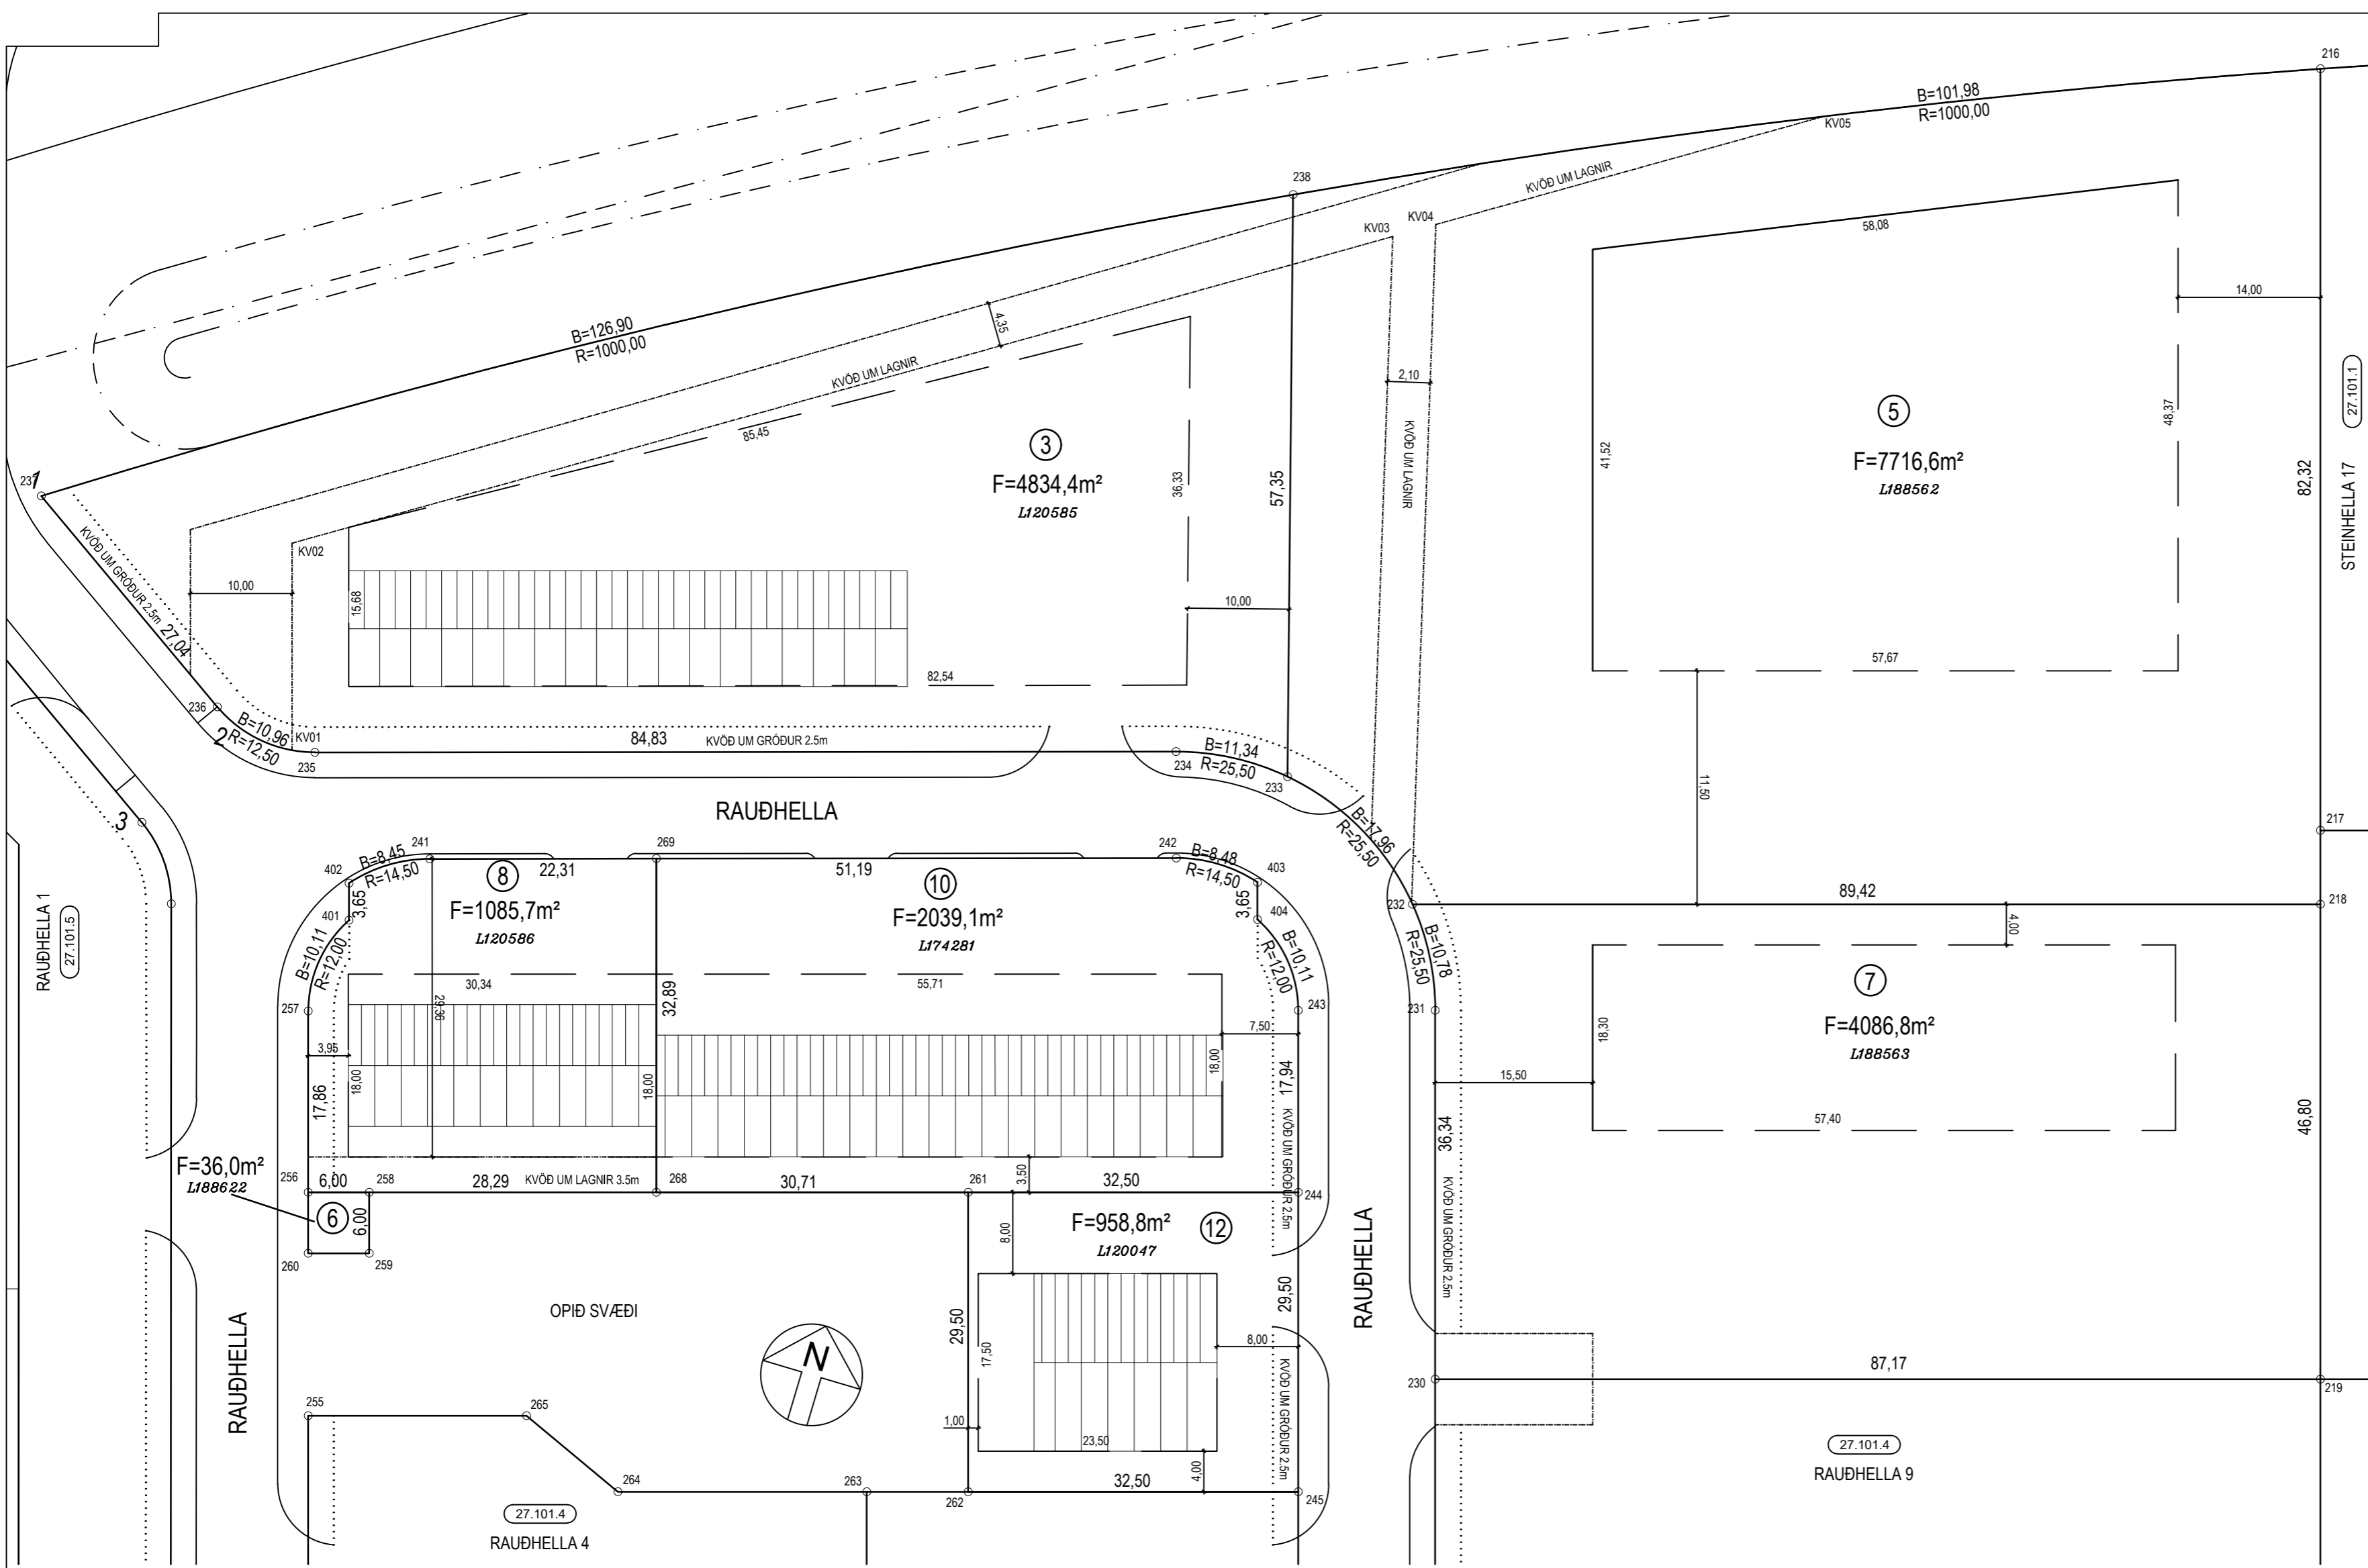 216
B=101,98
R=1000,00
KV05
238
KVÖÐ UM LAGNIR
KV04
KV03
58,08
14,00
27.101.1
B=126,90
R=1000,00
4,35
KVÖÐ UM LAGNIR
2,10
5
F=7716,6m²
L188562
48,37
41,52
82,32
STEINHELLA 17
85,45
3
F=4834,4m²
L120585
36,33
57,35
KVÖÐ UM LAGNIR
237
1
KVÖÐ UM GRÓÐUR 2.5m
27,04
KV02
10,00
15,68
10,00
82,54
57,67
11,50
236
2
B=10,96
R=12,50
KV01
235
84,83
KVÖÐ UM GRÓÐUR 2.5m
234
B=11,34
R=25,50
233
B=17,96
R=25,50
217
3
RAUÐHELLA
241
269
242
B=8,45
R=14,50
402
401
3,65
8
22,31
F=1085,7m²
L120586
51,19
10
F=2039,1m²
L174281
B=8,48
R=14,50
403
3,65
404
232
89,42
218
4,00
RAUÐHELLA 1
27.101.5
B=10,11
R=12,00
257
30,34
29,36
32,89
55,71
B=10,11
R=12,00
243
B=10,78
R=25,50
231
7
F=4086,8m²
L188563
18,30
3,95
18,00
18,00
18,00
7,50
17,94
KVÖÐ UM GRÓÐUR 2.5m
15,50
57,40
46,80
17,86
36,34
KVÖÐ UM GRÓÐUR 2.5m
F=36,0m²
L188622
256
6,00
258
28,29
KVÖÐ UM LAGNIR 3.5m
268
30,71
261
3,50
32,50
244
6
6,00
260
259
8,00
F=958,8m²
12
L120047
RAUÐHELLA
29,50
OPIÐ SVÆÐI
RAUÐHELLA
N
29,50
17,50
8,00
KVÖÐ UM GRÓÐUR 2.5m
230
87,17
219
255
265
1,00
23,50
4,00
27.101.4
RAUÐHELLA 9
264
263
262
32,50
245
27.101.4
RAUÐHELLA 4